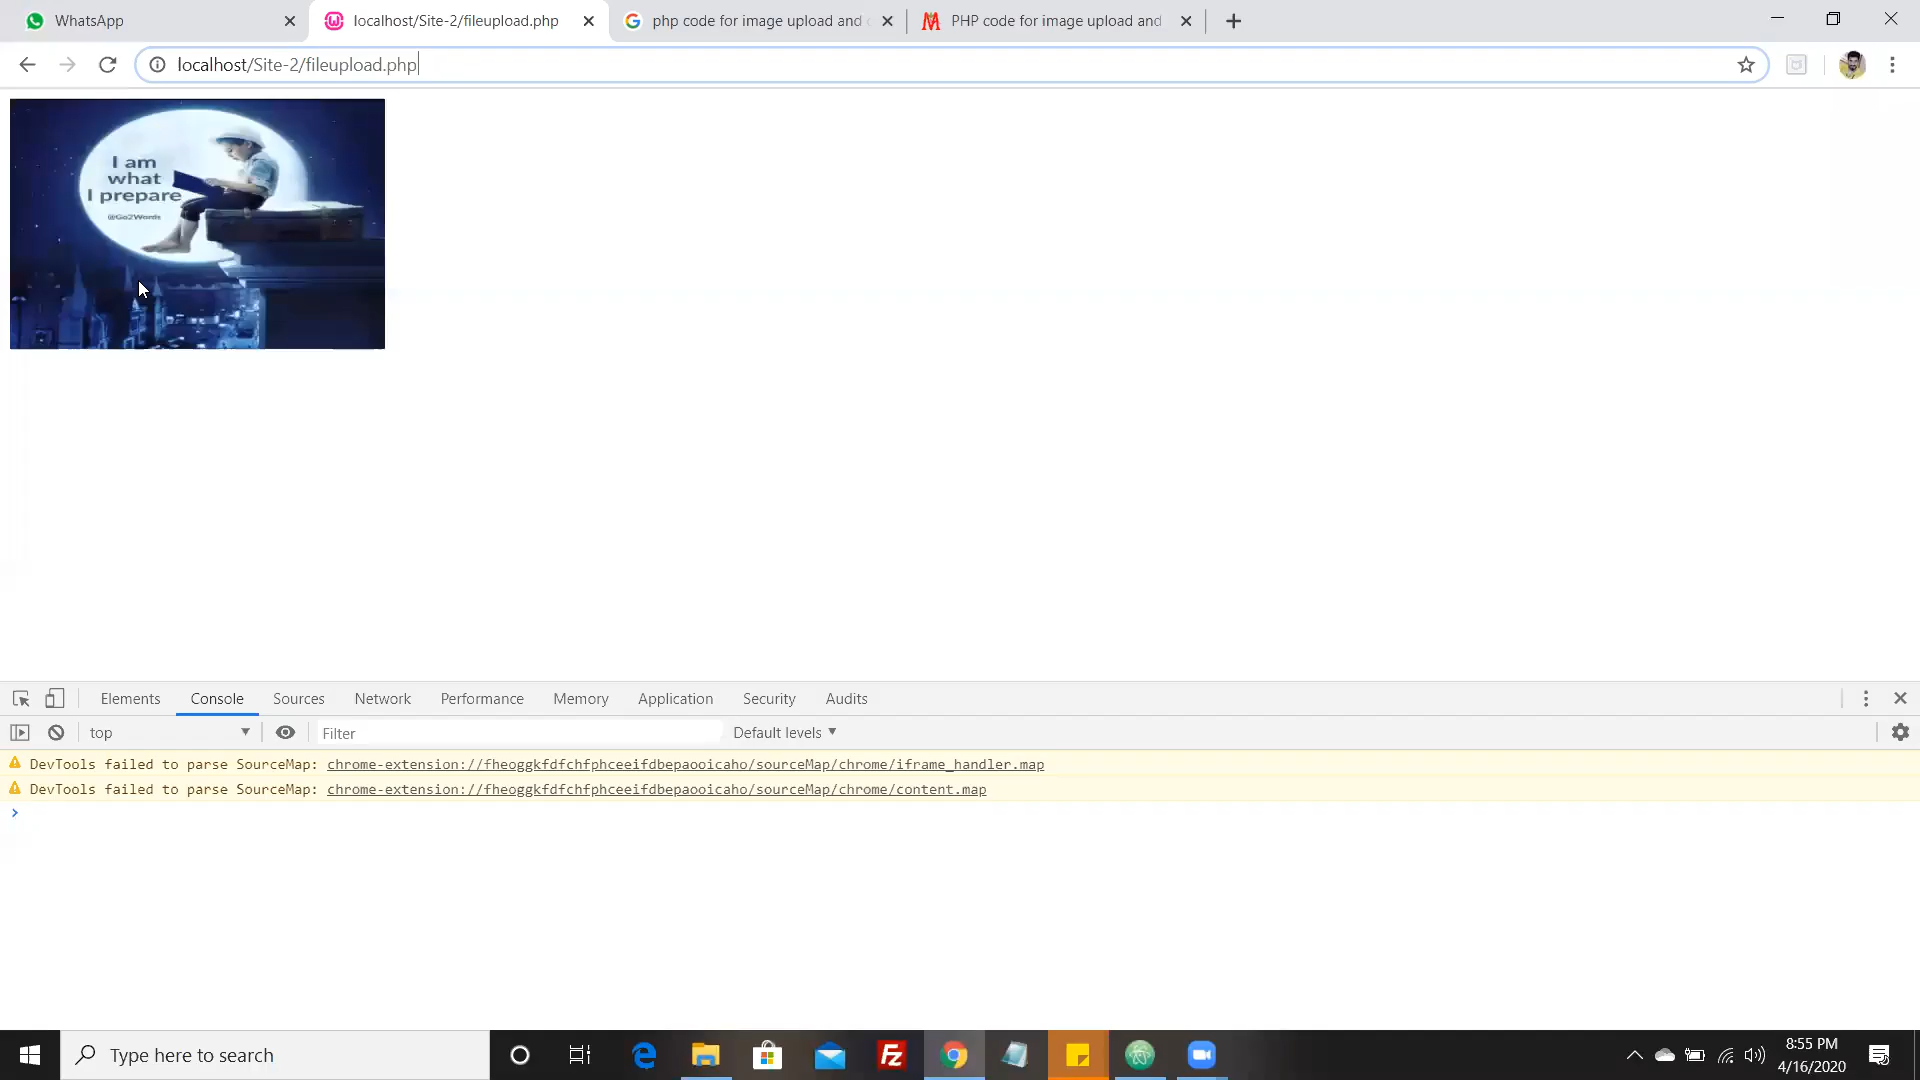 WhatsApp
localhost/Site-2/fileupload.php
php code for image upload and
PHP code for image upload and
localhost/Site-2/fileupload.php
I am
what
I prepare
@Go2Words
Elements Console Sources Network Performance Memory Application Security Audits
top Filter Default levels
DevTools failed to parse SourceMap: chrome-extension://fheoggkfdfchfphceeifdbepaooicaho/sourceMap/chrome/iframe_handler.map
DevTools failed to parse SourceMap: chrome-extension://fheoggkfdfchfphceeifdbepaooicaho/sourceMap/chrome/content.map
Type here to search
8:55 PM
4/16/2020